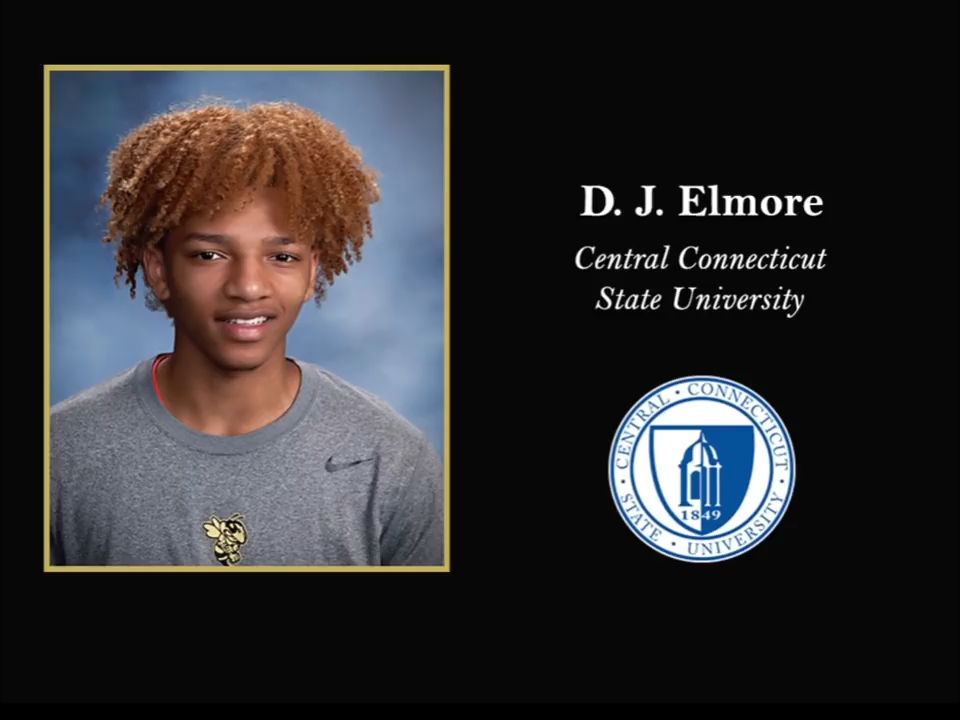 D. J. Elmore
Central Connecticut
State University
CENTRAL · CONNECTICUT
· STATE · UNIVERSITY ·
1849